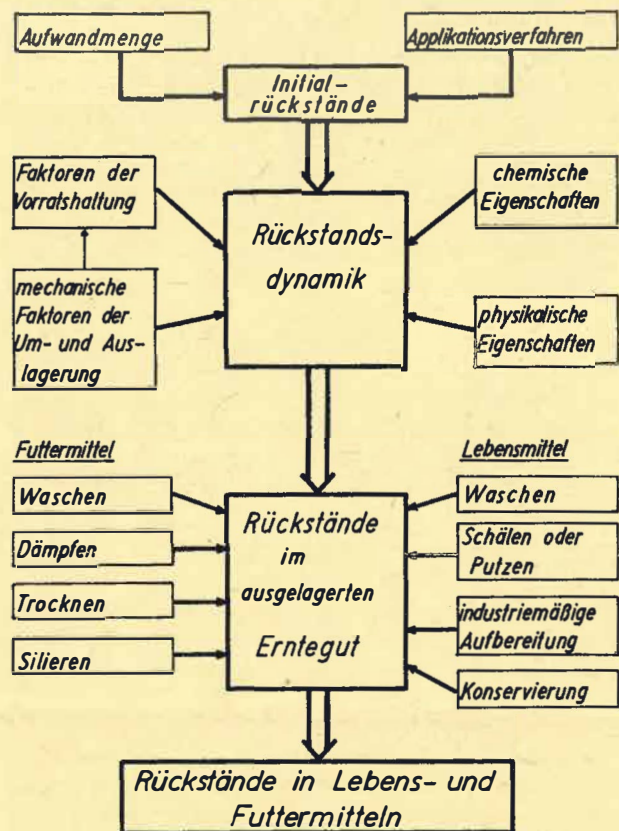 Aufwandmenge
Applikationsverfahren
Initial-
rückstände
Faktoren der
Vorratshaltung
chemische
Eigenschaften
Rückstands-
dynamik
mechanische
Faktoren der
Um- und Aus-
lagerung
physikalische
Eigenschaften
Futtermittel
Lebensmittel
Waschen
Waschen
Rückstände
im
ausgelagerten
Erntegut
Dämpfen
Schälen oder
Putzen
Trocknen
industriemäßige
Aufbereitung
Silieren
Konservierung
Rückstände in Lebens- und
Futtermitteln